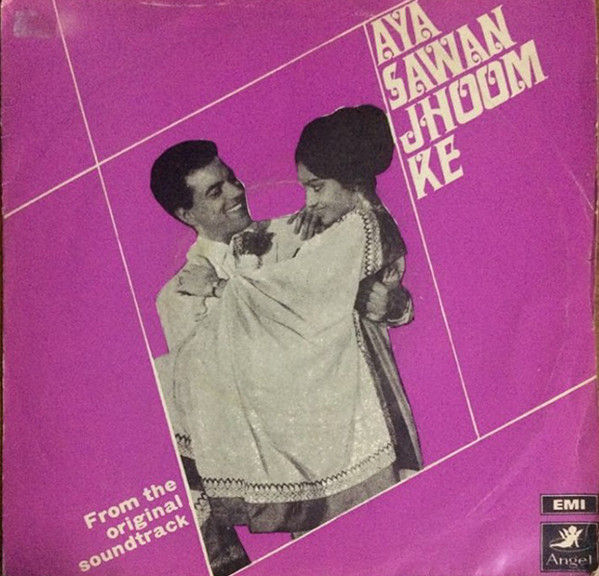 AYA
SAWAN
JHOOM
KE
From the
original
soundtrack
EMI
Angel